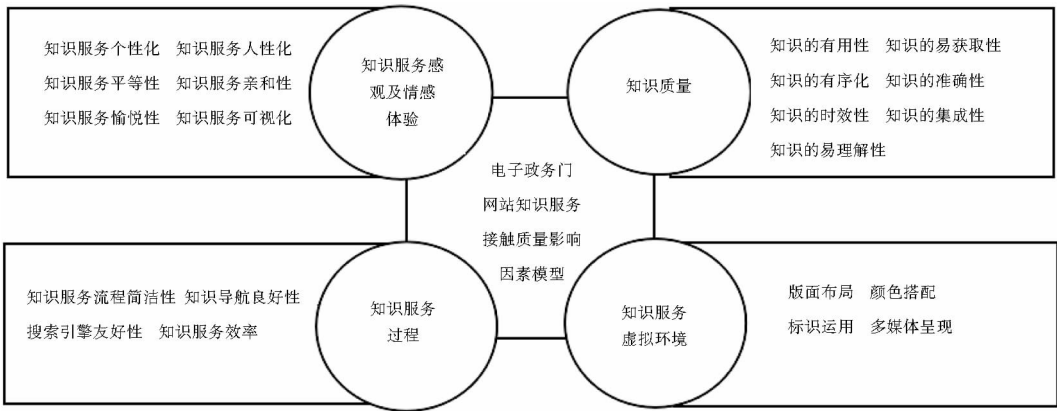 知识服务个性化 知识服务人性化
知识服务平等性 知识服务亲和性
知识服务愉悦性 知识服务可视化
知识服务感
观及情感
体验
知识质量
知识的有用性 知识的易获取性
知识的有序化 知识的准确性
知识的时效性 知识的集成性
知识的易理解性
电子政务门
网站知识服务
接触质量影响
因素模型
知识服务流程简洁性 知识导航良好性
搜索引擎友好性 知识服务效率
知识服务
过程
知识服务
虚拟环境
版面布局 颜色搭配
标识运用 多媒体呈现